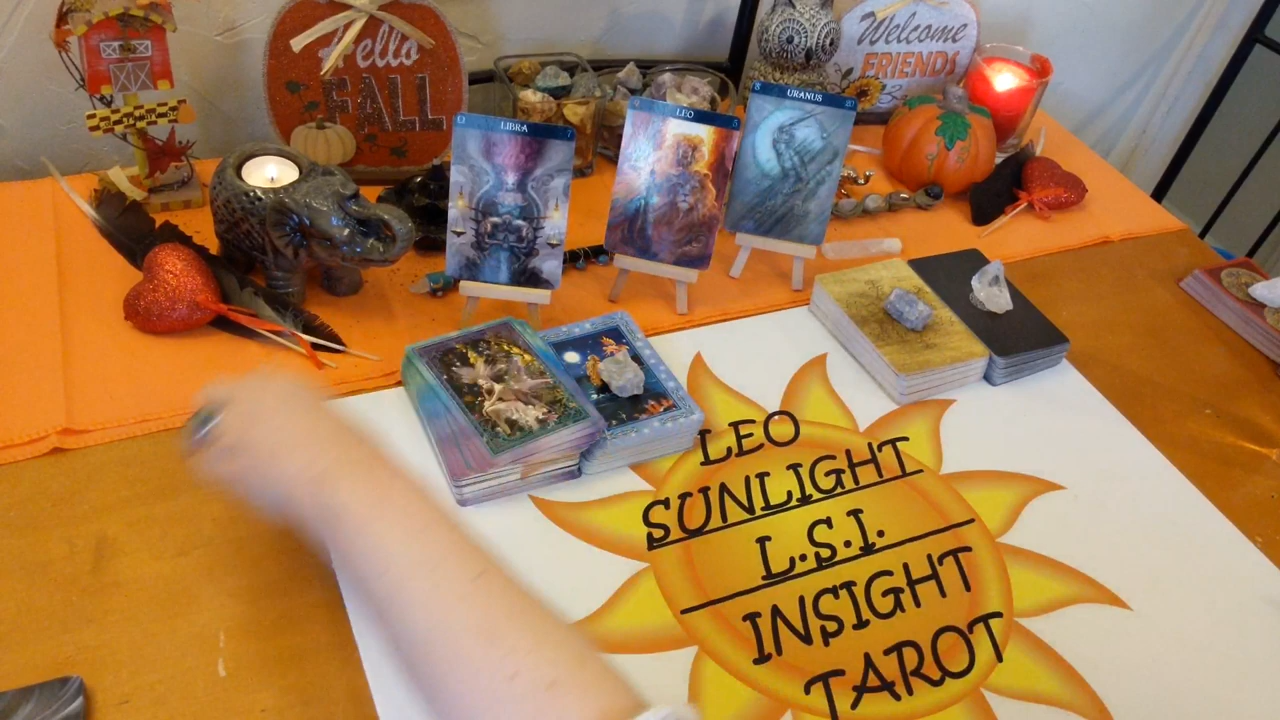 Hello
FALL
Welcome
FRIENDS
LIBRA
LEO
URANUS
LEO
SUNLIGHT
L.S.I.
INSIGHT
TAROT